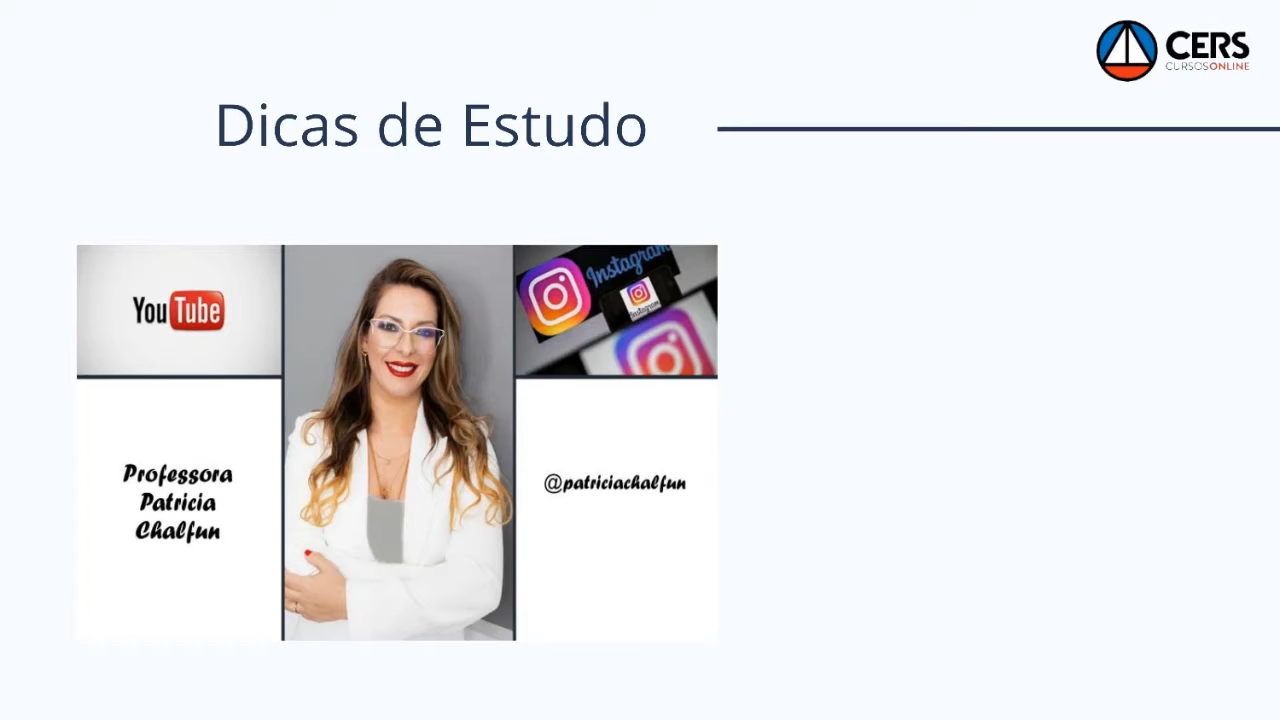 CERS
CURSOSONLINE
Dicas de Estudo
YouTube
Instagram
Instagram
Professora
Patricia
Chalfun
@patriciachalfun